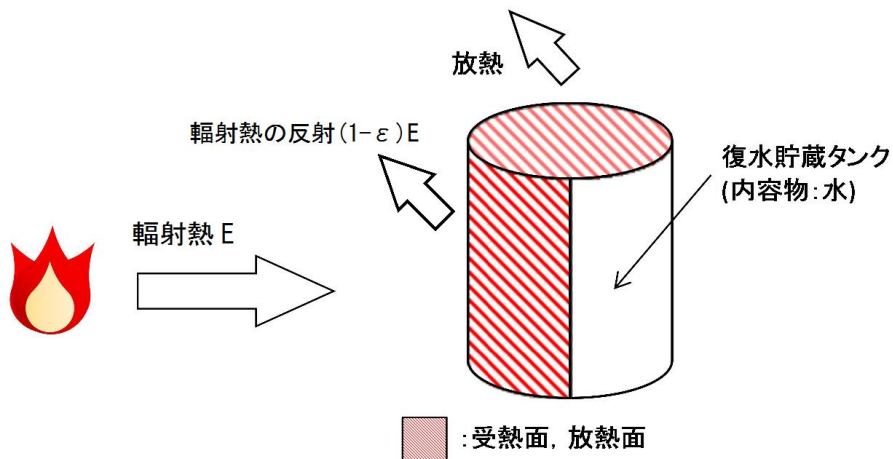 放熱
輻射熱の反射(1-ε)E
復水貯蔵タンク
(内容物:水)
輻射熱 E
:受熱面，放熱面